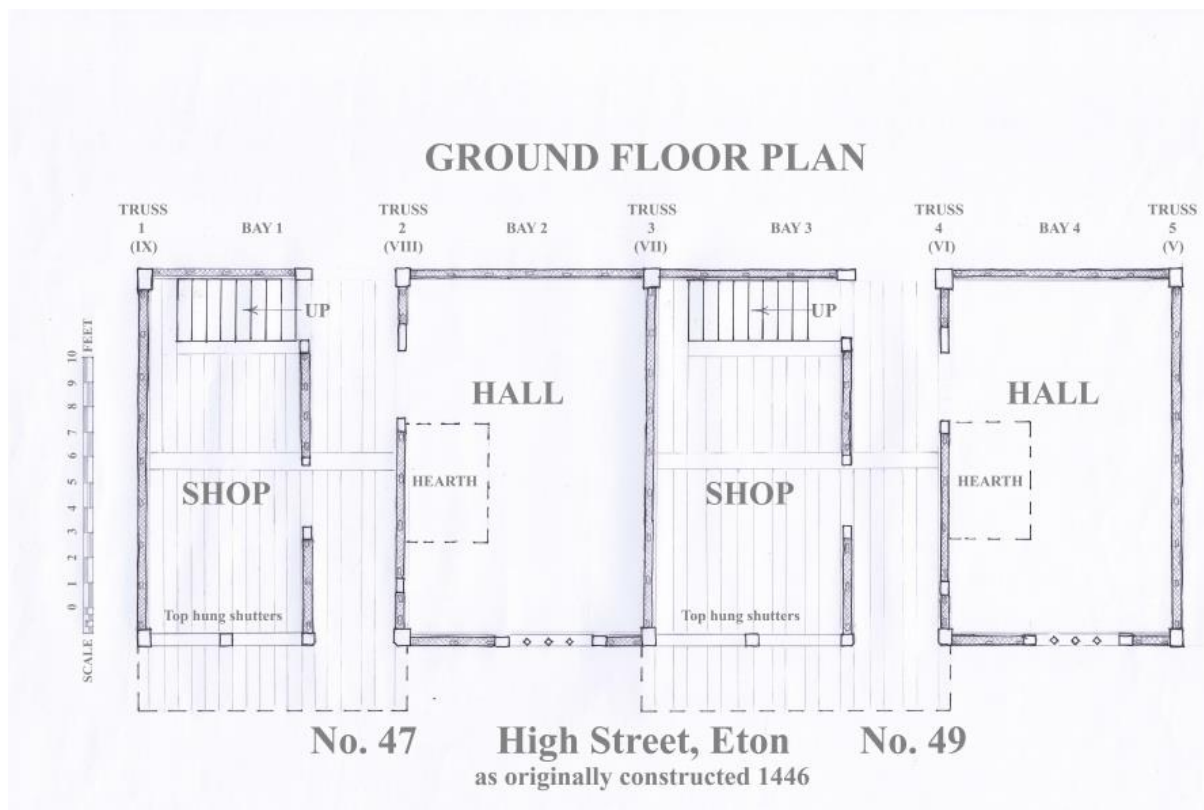 GROUND FLOOR PLAN
TRUSS
1
(IX)
BAY 1
TRUSS
2
(VIII)
BAY 2
TRUSS
3
(VII)
BAY 3
TRUSS
4
(VI)
BAY 4
TRUSS
5
(V)
UP
UP
HALL
HALL
HEARTH
HEARTH
SHOP
SHOP
Top hung shutters
Top hung shutters
SCALE 0 1 2 3 4 5 6 7 8 9 10 FEET
No. 47
High Street, Eton
No. 49
as originally constructed 1446